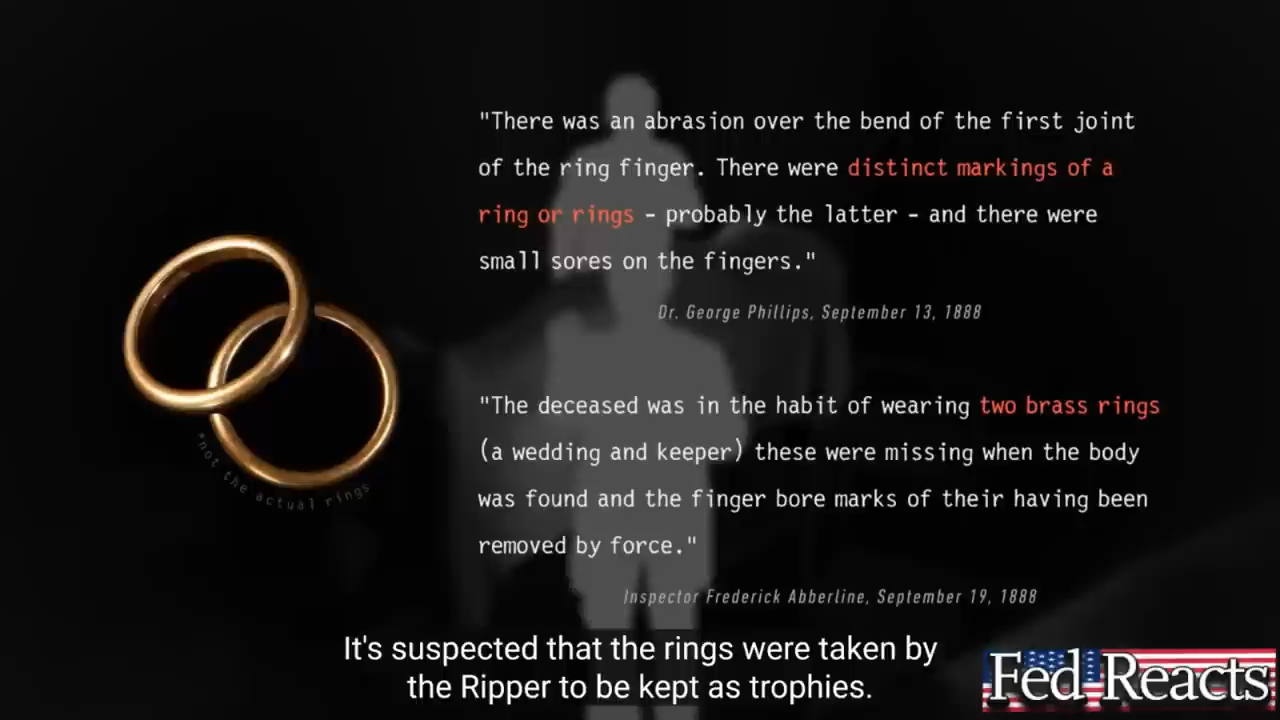 "There was an abrasion over the bend of the first joint
of the ring finger. There were distinct markings of a
ring or rings - probably the latter - and there were
small sores on the fingers."
Dr. George Phillips, September 13, 1888
*not the actual rings
"The deceased was in the habit of wearing two brass rings
(a wedding and keeper) these were missing when the body
was found and the finger bore marks of their having been
removed by force."
Inspector Frederick Abberline, September 19, 1888
It's suspected that the rings were taken by
the Ripper to be kept as trophies.
Fed Reacts